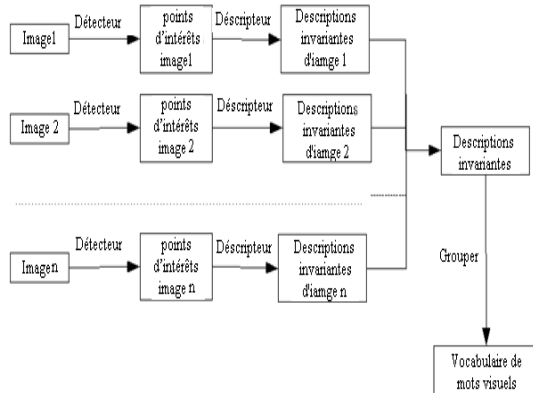 Détecteur
Déscripteur
Image1
points
d'intérêts
image1
Descriptions
invariantes
d'iamge 1
Détecteur
Déscripteur
Image 2
points
d'intérêts
image 2
Descriptions
invariantes
d'iamge 2
Descriptions
invariantes
Détecteur
Déscripteur
Imagen
points
d'intérêts
image n
Descriptions
invariantes
d'iamge n
Grouper
Vocabulaire de
mots visuels